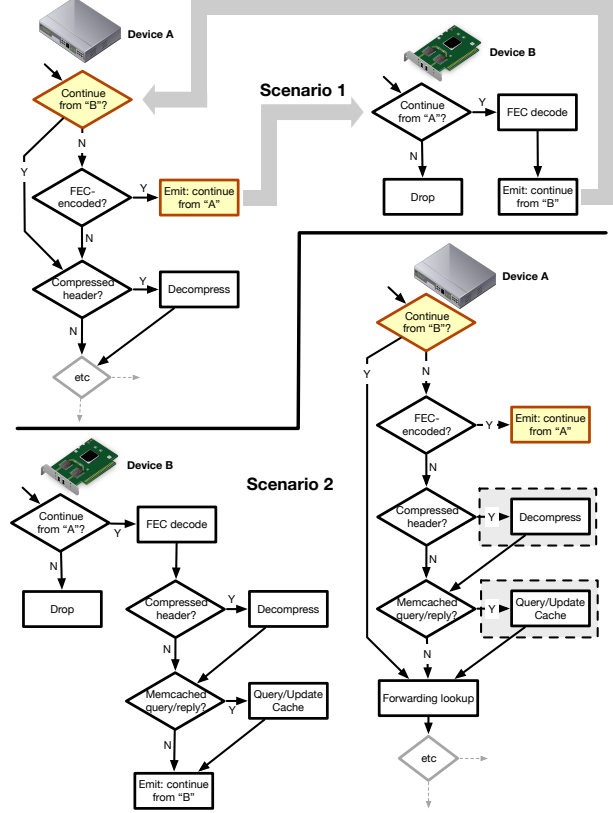 Device A
Continue
from "B"?
N
Y
FEC-
encoded?
Y
Emit: continue
from "A"
N
Compressed
header?
Y
Decompress
N
etc
Scenario 1
Device B
Continue
from "A"?
Y
FEC decode
N
Drop
Emit: continue
from "B"
Device B
Scenario 2
Continue
from "A"?
Y
FEC decode
N
Drop
Compressed
header?
Y
Decompress
N
Memcached
query/reply?
Y
Query/Update
Cache
N
Emit: continue
from "B"
Device A
Continue
from "B"?
Y
N
FEC-
encoded?
Y
Emit: continue
from "A"
N
Compressed
header?
Y
Decompress
N
Memcached
query/reply?
Y
Query/Update
Cache
N
Forwarding lookup
etc